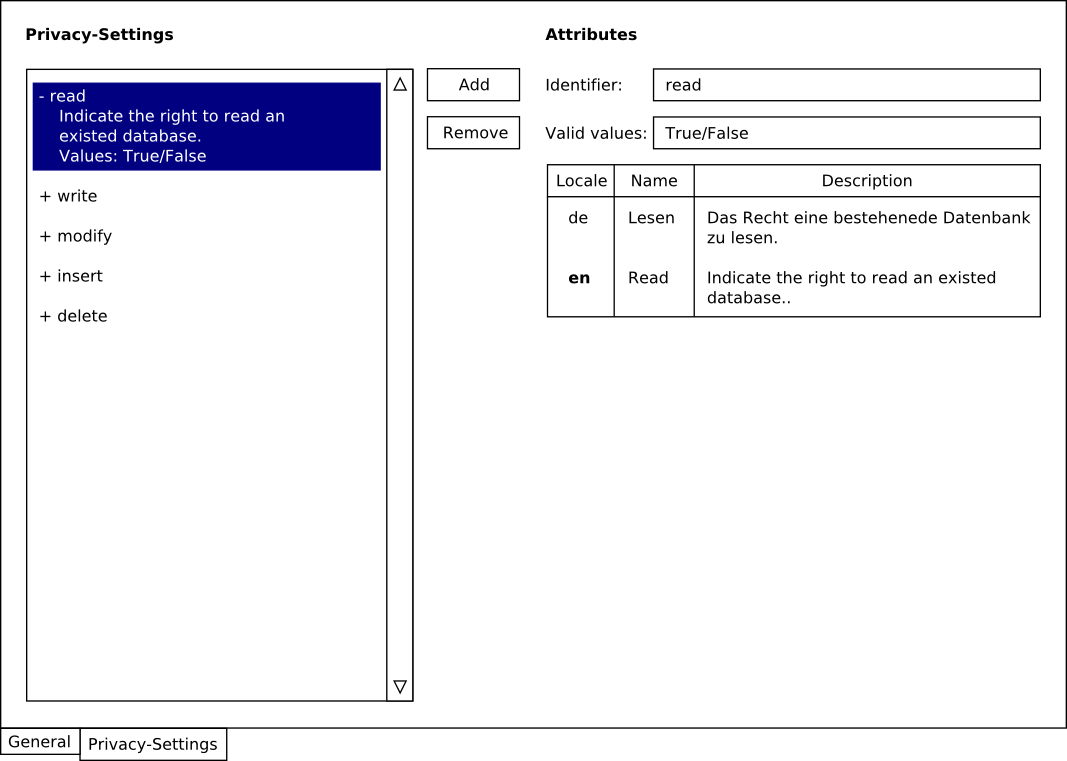 Privacy-Settings
- read
Indicate the right to read an
existed database.
Values: True/False
+ write
+ modify
+ insert
+ delete
Add
Remove
Attributes
Identifier: read
Valid values: True/False
Locale Name Description
de Lesen Das Recht eine bestehenede Datenbank
zu lesen.
en Read Indicate the right to read an existed
database..
General Privacy-Settings